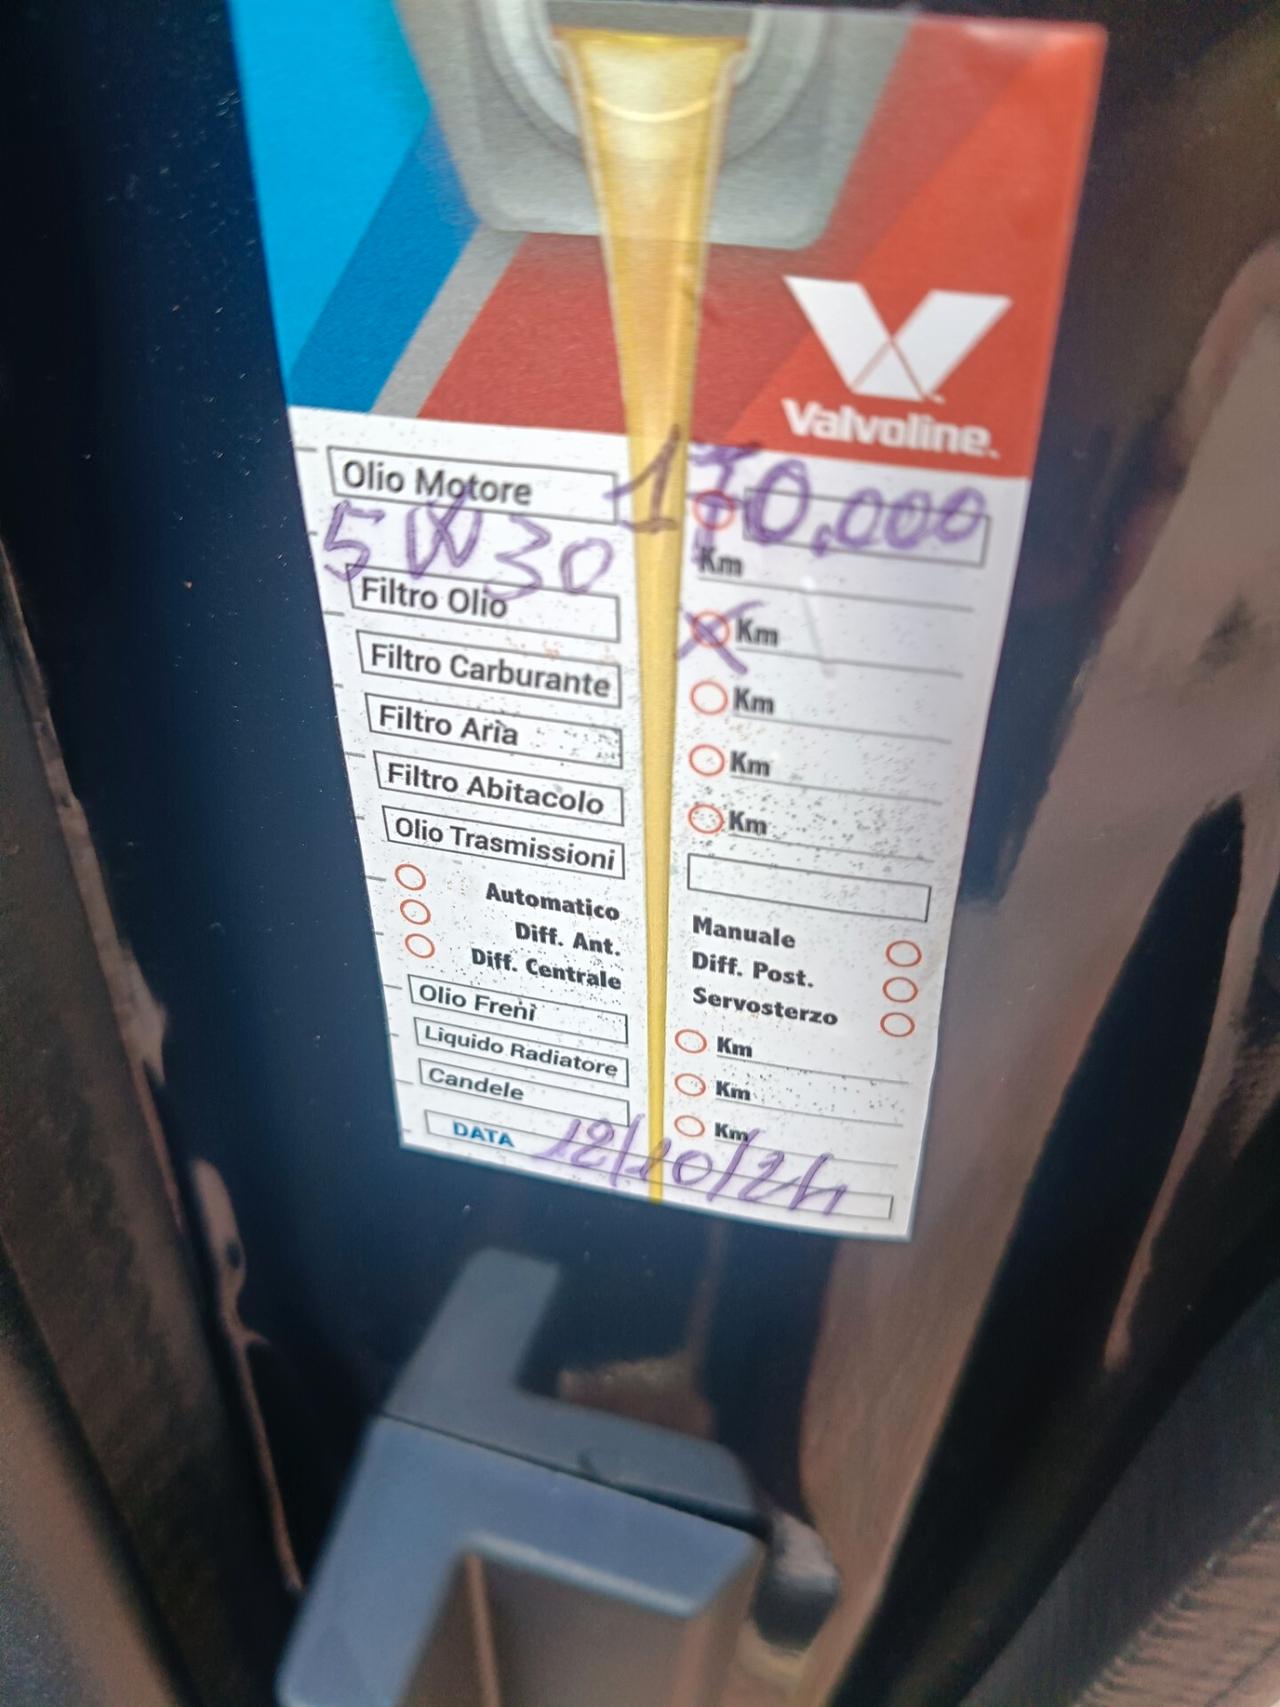 Valvoline™
Olio Motore 170.000
5W30 Km
Filtro Olio X Km
Filtro Carburante Km
Filtro Aria Km
Filtro Abitacolo Km
Olio Trasmissioni
Automatico Manuale
Diff. Ant. Diff. Post.
Diff. Centrale Servosterzo
Olio Freni Km
Liquido Radiatore Km
Candele Km
DATA 12/10/24